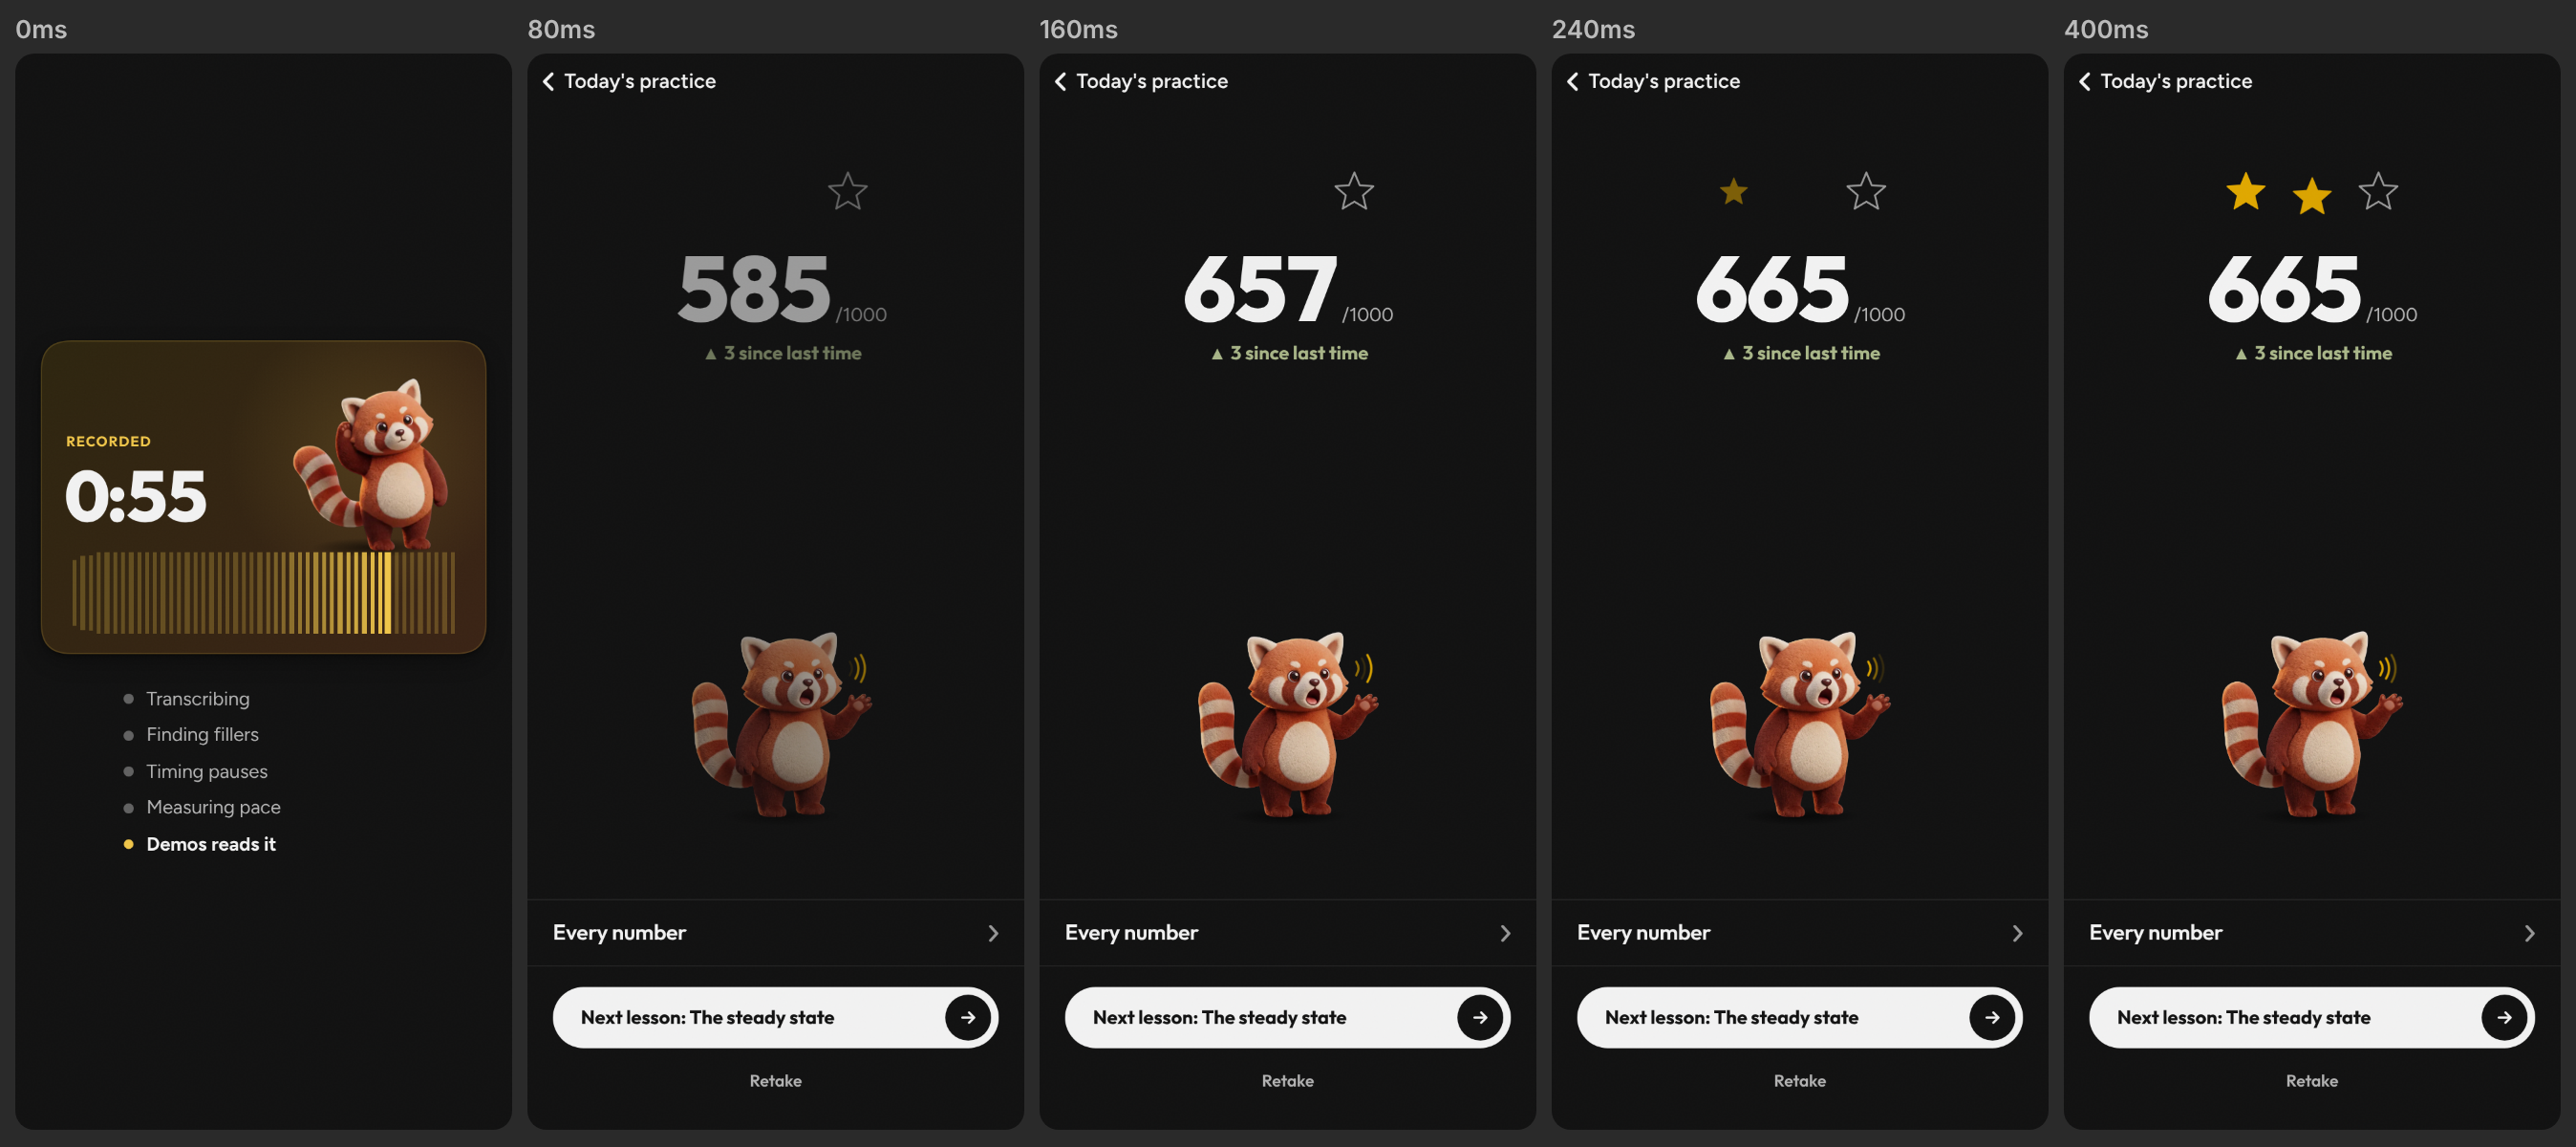 0ms
RECORDED
0:55
Transcribing
Finding fillers
Timing pauses
Measuring pace
Demos reads it
80ms
Today's practice
585/1000
▲ 3 since last time
Every number
Next lesson: The steady state
Retake
160ms
Today's practice
657/1000
▲ 3 since last time
Every number
Next lesson: The steady state
Retake
240ms
Today's practice
665/1000
▲ 3 since last time
Every number
Next lesson: The steady state
Retake
400ms
Today's practice
665/1000
▲ 3 since last time
Every number
Next lesson: The steady state
Retake